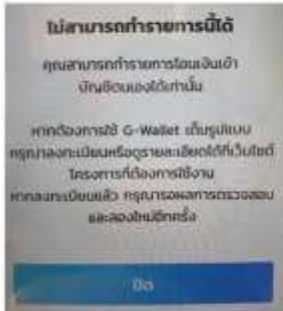 ไม่สามารถทำรายการนี้ได้
คุณสามารถทำรายการโอนเงินเข้า
บัญชีตนเองได้เท่านั้น
หากต้องการใช้ G-Wallet เต็มรูปแบบ
กรุณาลงทะเบียนหรือดูรายละเอียดได้ที่เว็บไซต์
โครงการที่ต้องการใช้งาน
หากลงทะเบียนแล้ว กรุณารอผลการตรวจสอบ
และลองใหม่อีกครั้ง
ปิด